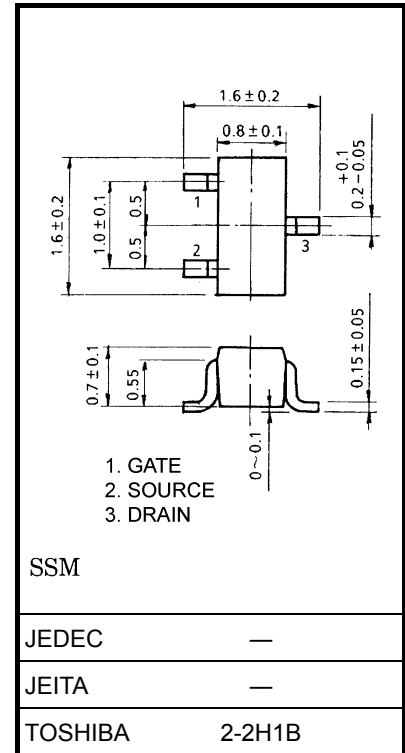 1.6±0.2
0.8±0.1
+0.1
0.2-0.05
1.6±0.2
1.0±0.1
0.5
0.5
1
2
3
0.7±0.1
0.55
0.15±0.05
0~0.1
1. GATE
2. SOURCE
3. DRAIN
SSM
JEDEC —
JEITA —
TOSHIBA 2-2H1B